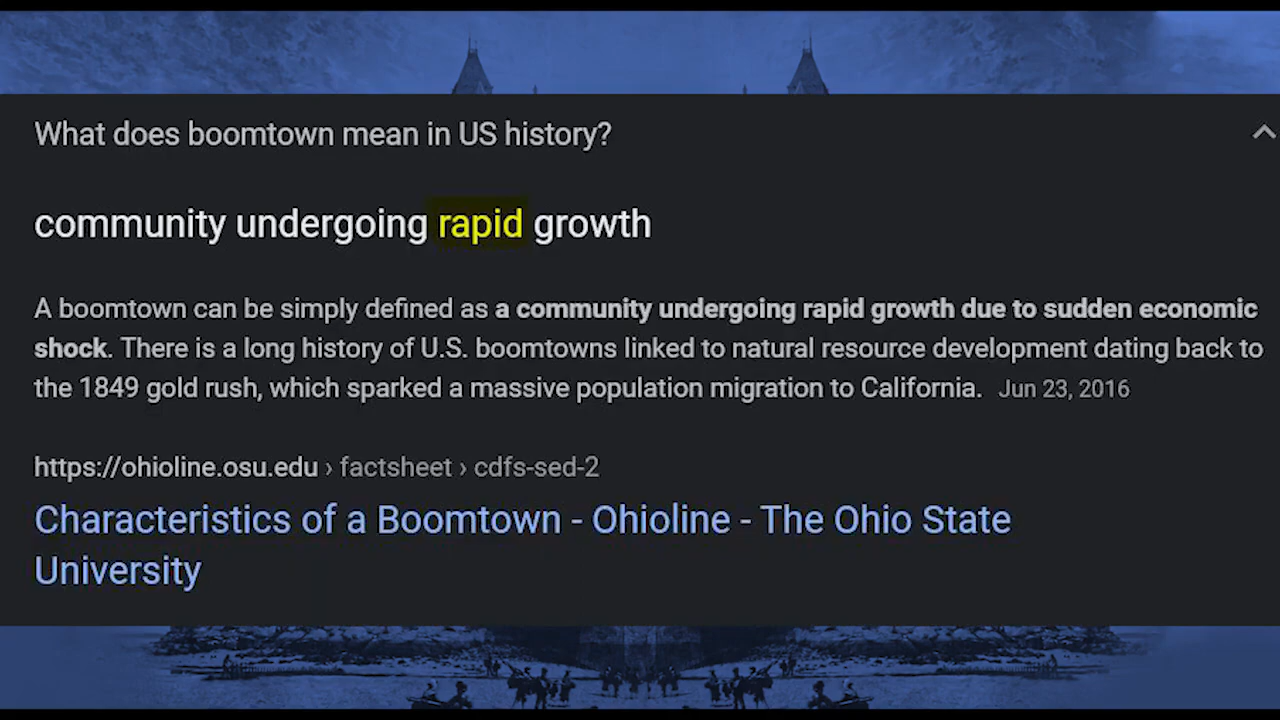 What does boomtown mean in US history?
community undergoing rapid growth
A boomtown can be simply defined as a community undergoing rapid growth due to sudden economic
shock. There is a long history of U.S. boomtowns linked to natural resource development dating back to
the 1849 gold rush, which sparked a massive population migration to California. Jun 23, 2016
https://ohioline.osu.edu › factsheet › cdfs-sed-2
Characteristics of a Boomtown - Ohioline - The Ohio State
University